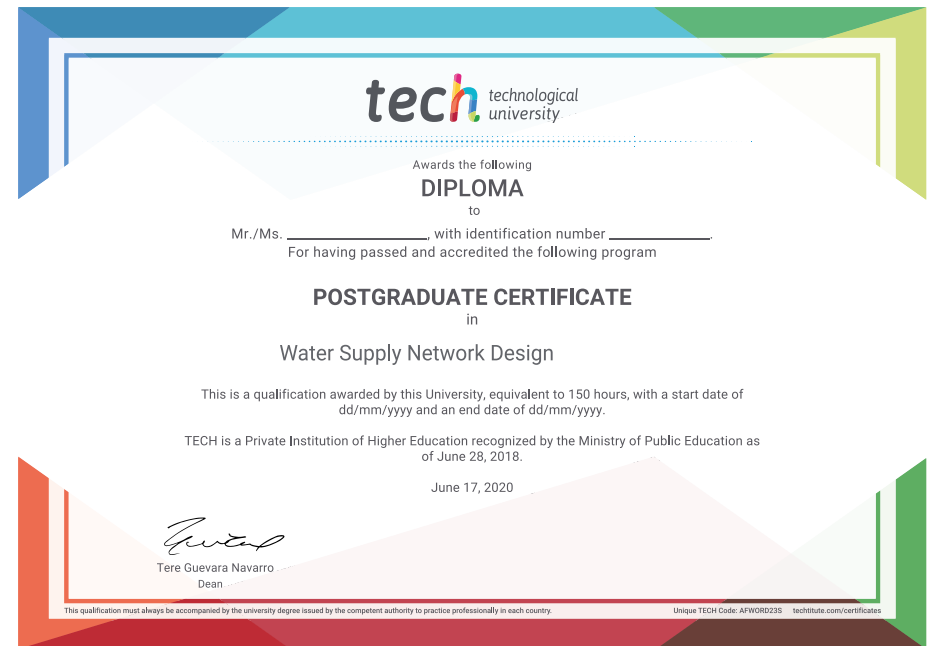 tech technological
university
Awards the following
DIPLOMA
to
Mr./Ms. ____________________, with identification number ______________.
For having passed and accredited the following program
POSTGRADUATE CERTIFICATE
in
Water Supply Network Design
This is a qualification awarded by this University, equivalent to 150 hours, with a start date of
dd/mm/yyyy and an end date of dd/mm/yyyy.
TECH is a Private Institution of Higher Education recognized by the Ministry of Public Education as
of June 28, 2018.
June 17, 2020
Tere Guevara Navarro
Dean
This qualification must always be accompanied by the university degree issued by the competent authority to practice professionally in each country.
Unique TECH Code: AFWORD23S techtitute.com/certificates